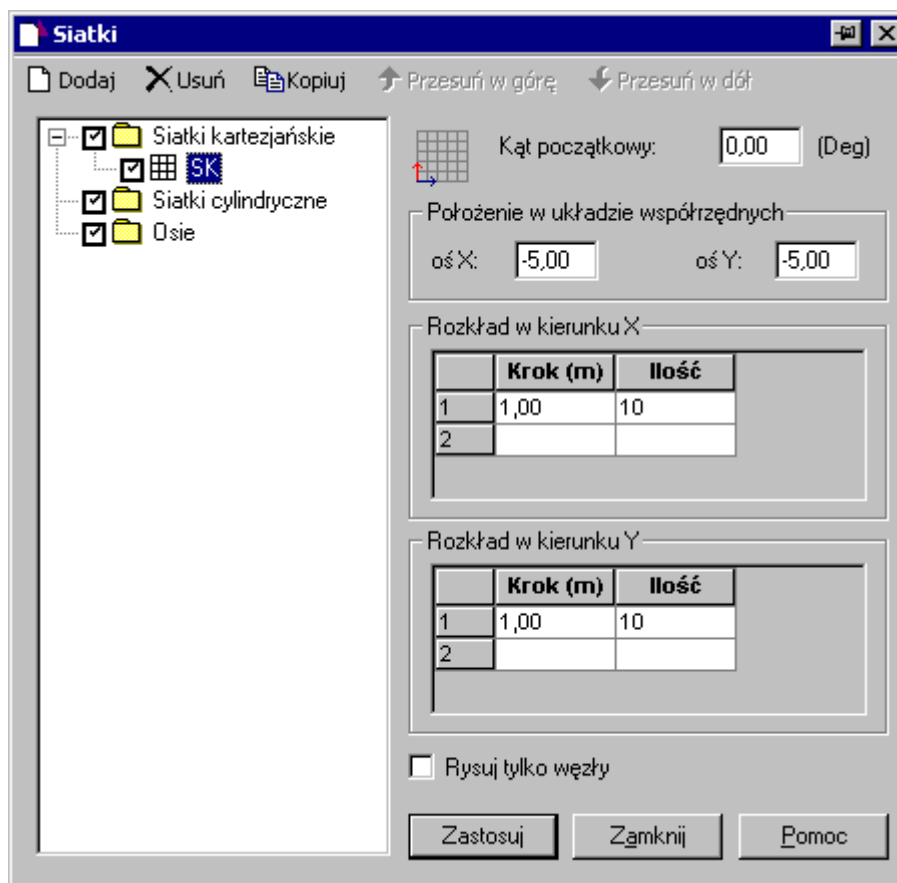 Siatki
Dodaj Usuń Kopiuj Przesuń w górę Przesuń w dół
Siatki kartezjańskie
SK
Siatki cylindryczne
Osie
Kąt początkowy: 0,00 (Deg)
Położenie w układzie współrzędnych
oś X: -5,00 oś Y: -5,00
Rozkład w kierunku X
Krok (m) Ilość
1 1,00 10
2
Rozkład w kierunku Y
Krok (m) Ilość
1 1,00 10
2
Rysuj tylko węzły
Zastosuj Zamknij Pomoc